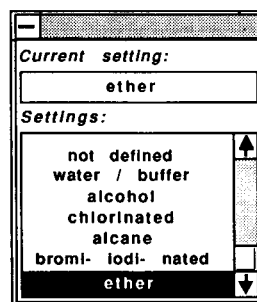 Current setting:
ether
Settings:
not defined
water / buffer
alcohol
chlorinated
alcane
bromi- iodi- nated
ether